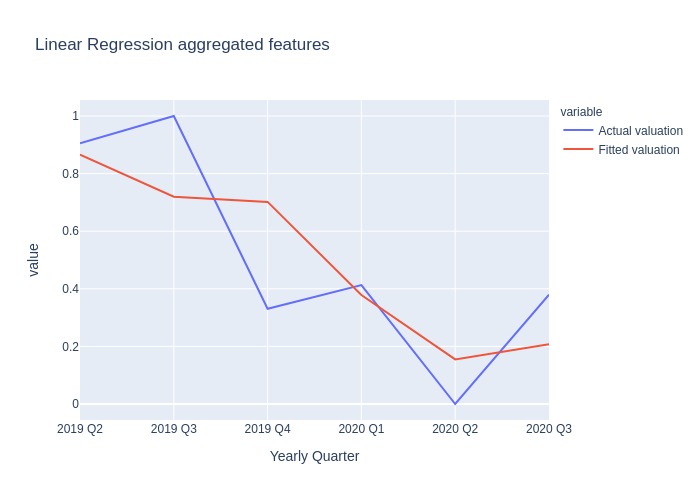 Linear Regression aggregated features
variable
Actual valuation
Fitted valuation
value
1
0.8
0.6
0.4
0.2
0
2019 Q2
2019 Q3
2019 Q4
2020 Q1
2020 Q2
2020 Q3
Yearly Quarter